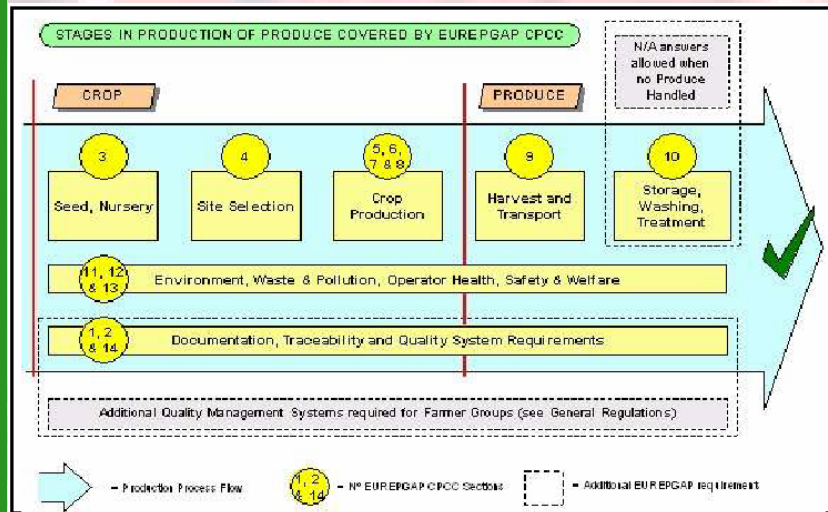 STAGES IN PRODUCTION OF PRODUCE COVERED BY EUREPGAP CPCC
N/A answers
allowed when
no Produce
Handled
CROP
PRODUCE
3
Seed, Nursery
4
Site Selection
5, 6,
7 & 8
Crop
Production
9
Harvest and
Transport
10
Storage,
Washing,
Treatment
11, 12
& 13
Environment, Waste & Pollution, Operator Health, Safety & Welfare
1, 2
& 14
Documentation, Traceability and Quality System Requirements
Additional Quality Management Systems required for Farmer Groups (see General Regulations)
= Production Process Flow
1, 2
& 14
= Nº EUREPGAP CPCC Sections
= Additional EUREPGAP requirement